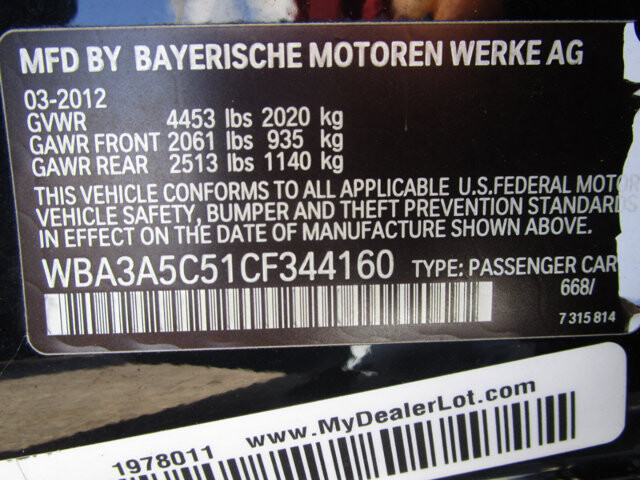 MFD BY BAYERISCHE MOTOREN WERKE AG
03-2012
GVWR 4453 lbs 2020 kg
GAWR FRONT 2061 lbs 935 kg
GAWR REAR 2513 lbs 1140 kg
THIS VEHICLE CONFORMS TO ALL APPLICABLE U.S.FEDERAL MOTOR
VEHICLE SAFETY, BUMPER AND THEFT PREVENTION STANDARDS
IN EFFECT ON THE DATE OF MANUFACTURE SHOWN ABOVE.
WBA3A5C51CF344160 TYPE: PASSENGER CAR
668/
7 315 814
1978011 www.MyDealerLot.com